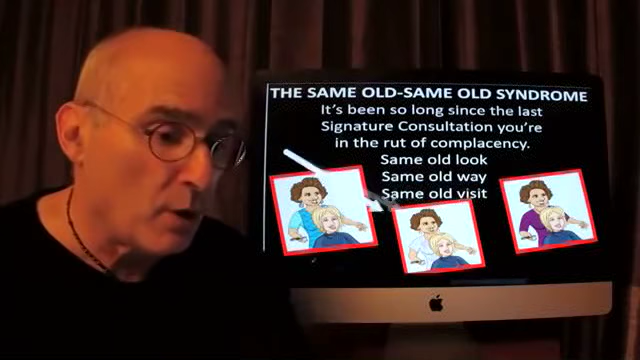 THE SAME OLD-SAME OLD SYNDROME
It's been so long since the last
Signature Consultation you're
in the rut of complacency.
Same old look
Same old way
Same old visit